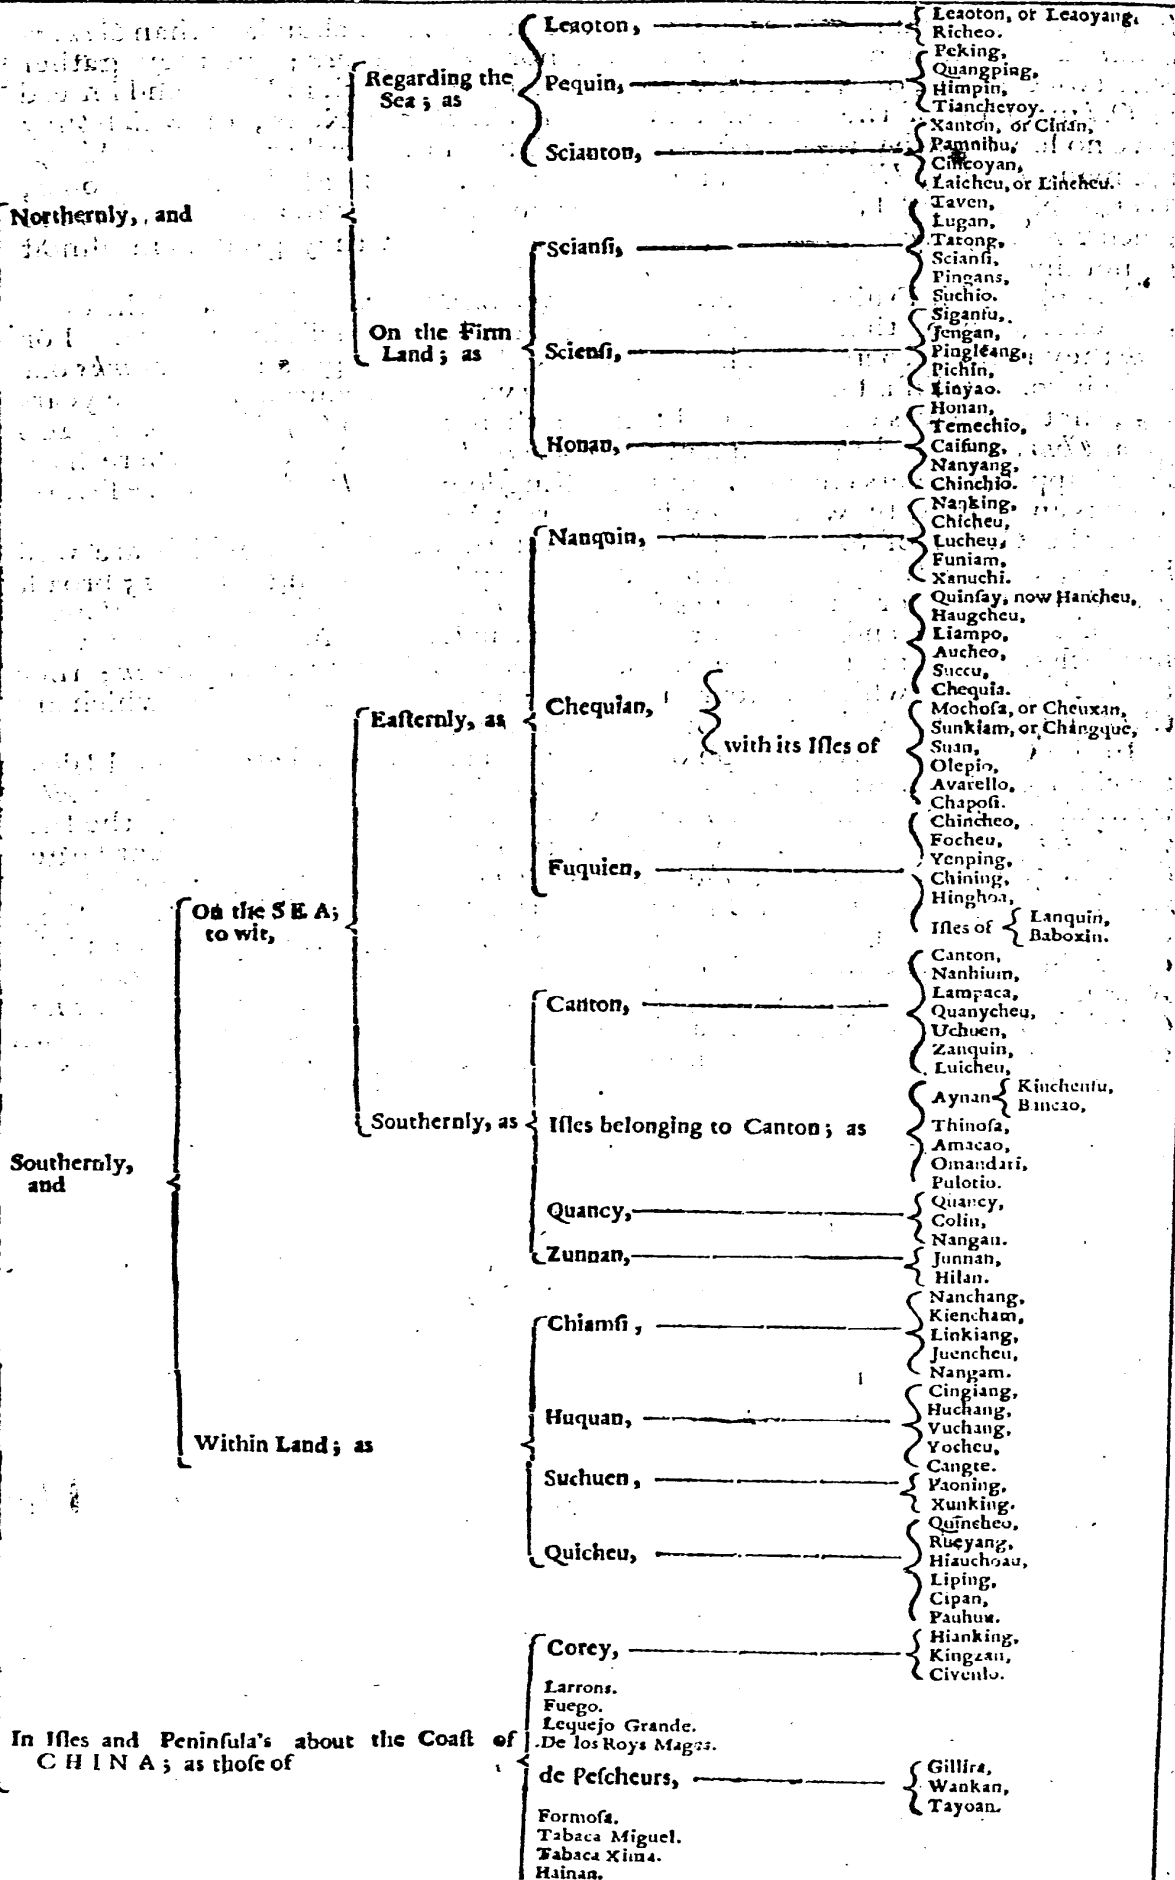 Northernly, and
Regarding the
Sea; as
Leaoton,
Leaoton, or Leaoyang,
Richeo.
Pequin,
Peking,
Quangping,
Himpin,
Tianchevoy.
Scianton,
Xanton, or Cinan,
Pamnihu,
Cincoyan,
Laicheu, or Lincheu.
On the Firm
Land; as
Scianſi,
Taven,
Lugan,
Tatong,
Scianſi,
Pingans,
Suchio.
Scienſi,
Siganfu,
Jengan,
Pingleang,
Pichin,
Linyao.
Honan,
Honan,
Temechio,
Caifung,
Nanyang,
Chinchio.
Southernly,
and
On the SEA;
to wit,
Eaſternly, as
Nanquin,
Nanking,
Chicheu,
Lucheu,
Funiam,
Xanuchi.
Chequian,
Quinſay, now Hancheu,
Haugcheu,
Liampo,
Aucheo,
Succu,
Chequia.
with its Iſles of
Mochoſa, or Cheuxan,
Sunkiam, or Changque,
Suan,
Olepio,
Avarello,
Chapoſi.
Fuquien,
Chincheo,
Focheu,
Yenping,
Chining,
Hinghoa,
Iſles of
Lanquin,
Baboxin.
Southernly, as
Canton,
Canton,
Nanhium,
Lampaca,
Quanycheu,
Uchuen,
Zanquin,
Luicheu,
Iſles belonging to Canton; as
Aynan
Kinchenfu,
Bancao,
Thinoſa,
Amacao,
Omandari,
Pulotio.
Quancy,
Quancy,
Colin,
Nangan.
Zunnan,
Junnan,
Hilan.
Within Land; as
Chiamſi,
Nanchang,
Kiencham,
Linkiang,
Juencheu,
Nangam.
Huquan,
Cingiang,
Huchang,
Vuchang,
Yocheu,
Cangte.
Suchuen,
Paoning,
Xunking.
Quicheu,
Quincheo,
Rueyang,
Hiauchoau,
Liping,
Cipan,
Pauhun.
In Iſles and Peninſula's about the Coaſt of
CHINA; as thoſe of
Corey,
Hianking,
Kingzan,
Civenlo.
Larrons.
Fuego.
Lequejo Grande.
De los Roys Magos.
de Peſcheurs,
Gillira,
Wankan,
Tayoan.
Formoſa.
Tabaca Miguel.
Tabaca Xima.
Hainan.